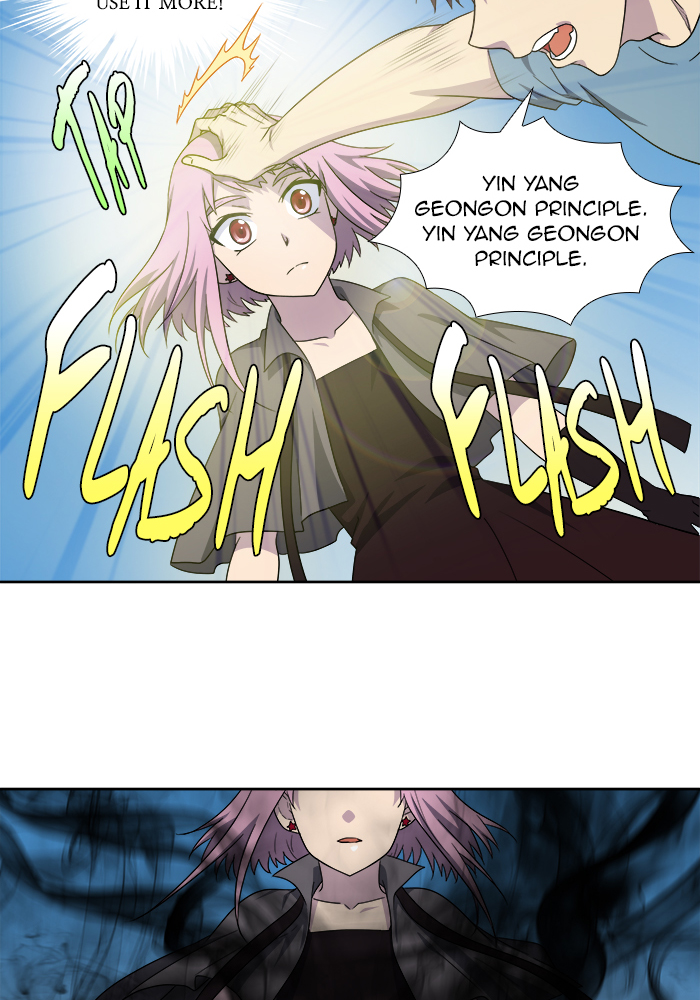 USE IT MORE!
TAP
YIN YANG
GEONGON PRINCIPLE.
YIN YANG GEONGON
PRINCIPLE.
FLASH
FLASH